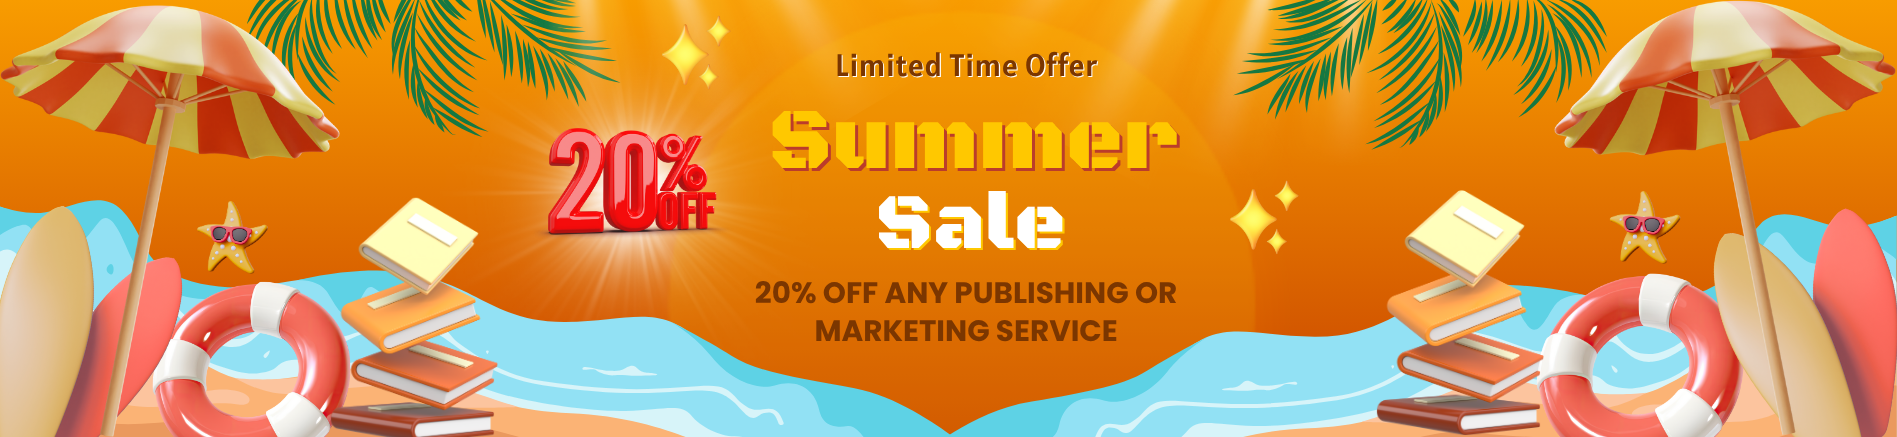 Limited Time Offer
20% OFF
Summer
Sale
20% OFF ANY PUBLISHING OR
MARKETING SERVICE